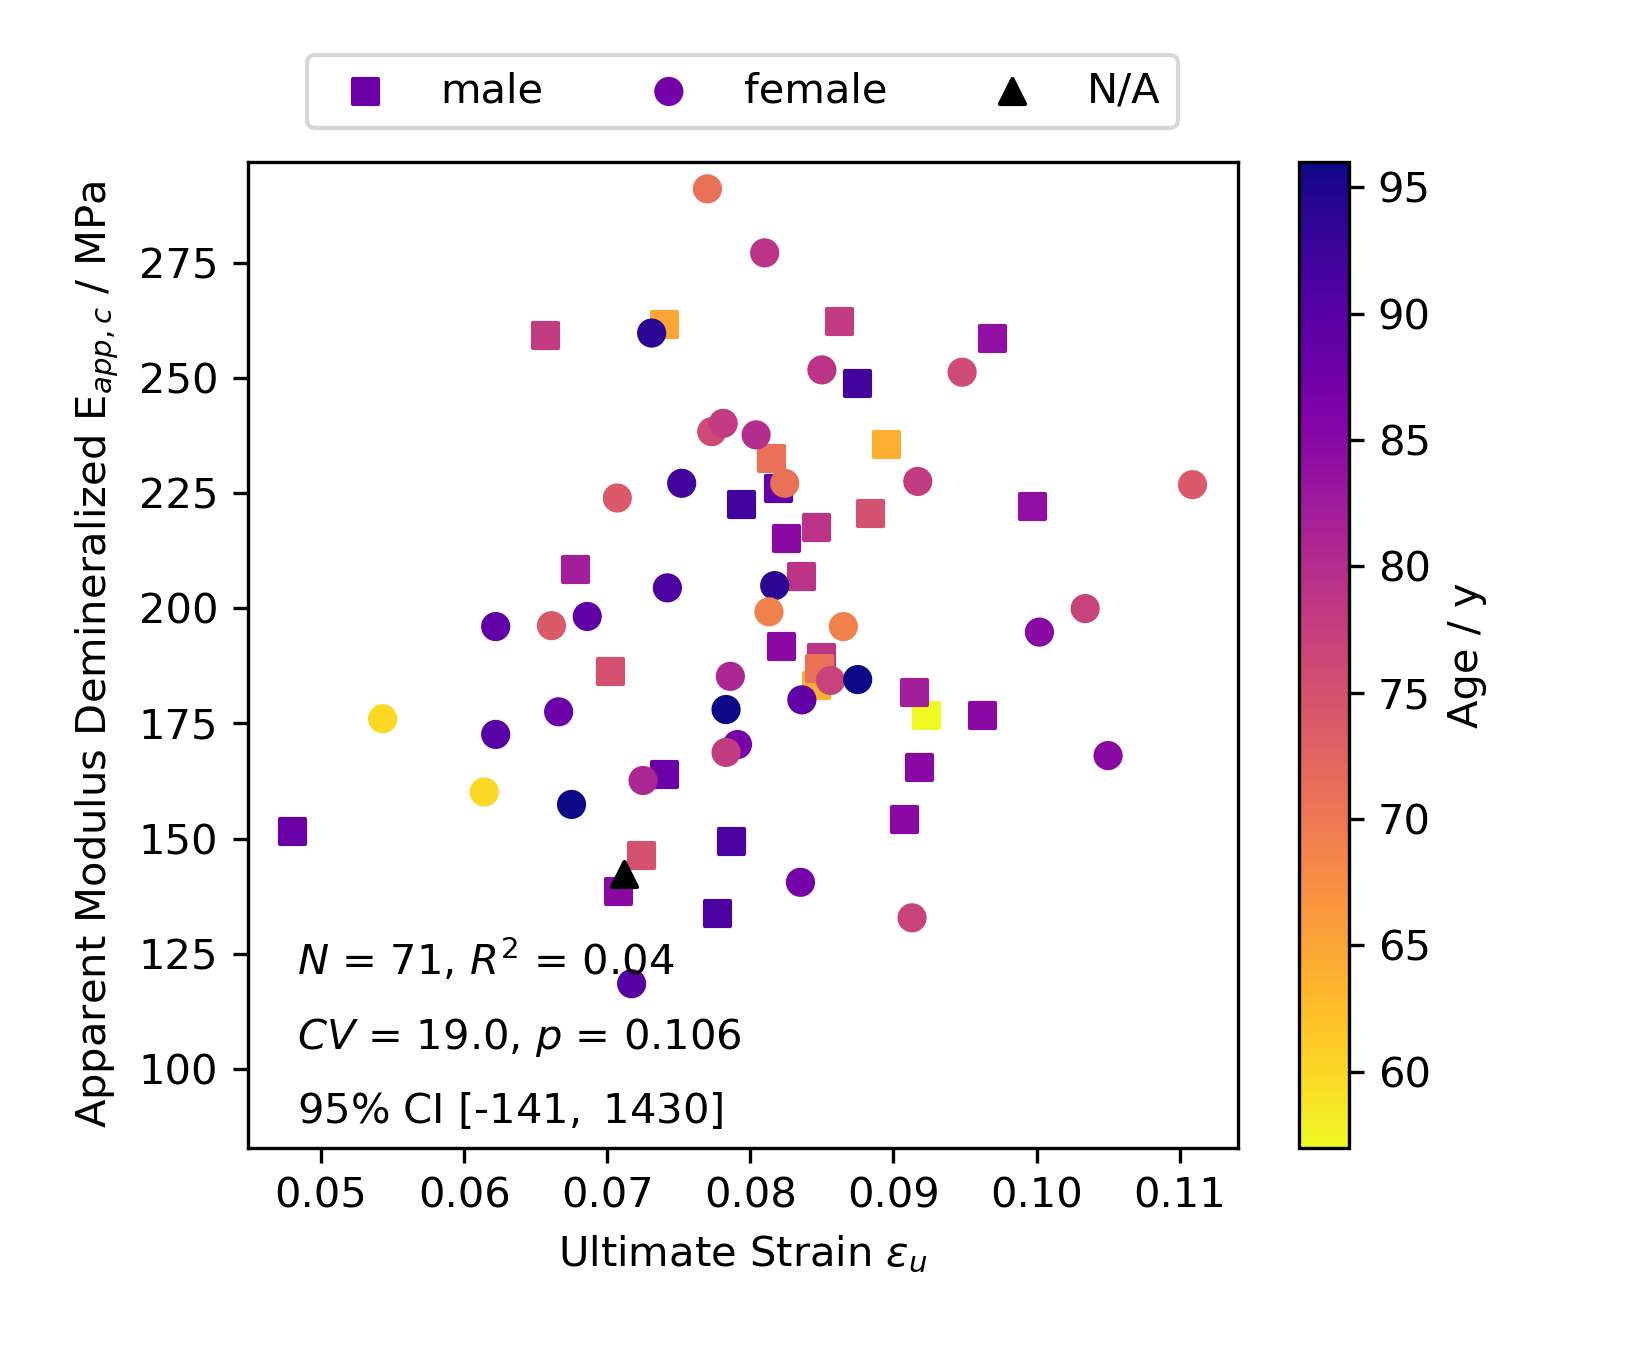 male female N/A
Apparent Modulus Demineralized E_{app, c} / MPa
275
250
225
200
175
150
125
100
N = 71, R² = 0.04
CV = 19.0, p = 0.106
95% CI [-141, 1430]
0.05 0.06 0.07 0.08 0.09 0.10 0.11
Ultimate Strain ε_u
95
90
85
80
75
70
65
60
Age / y